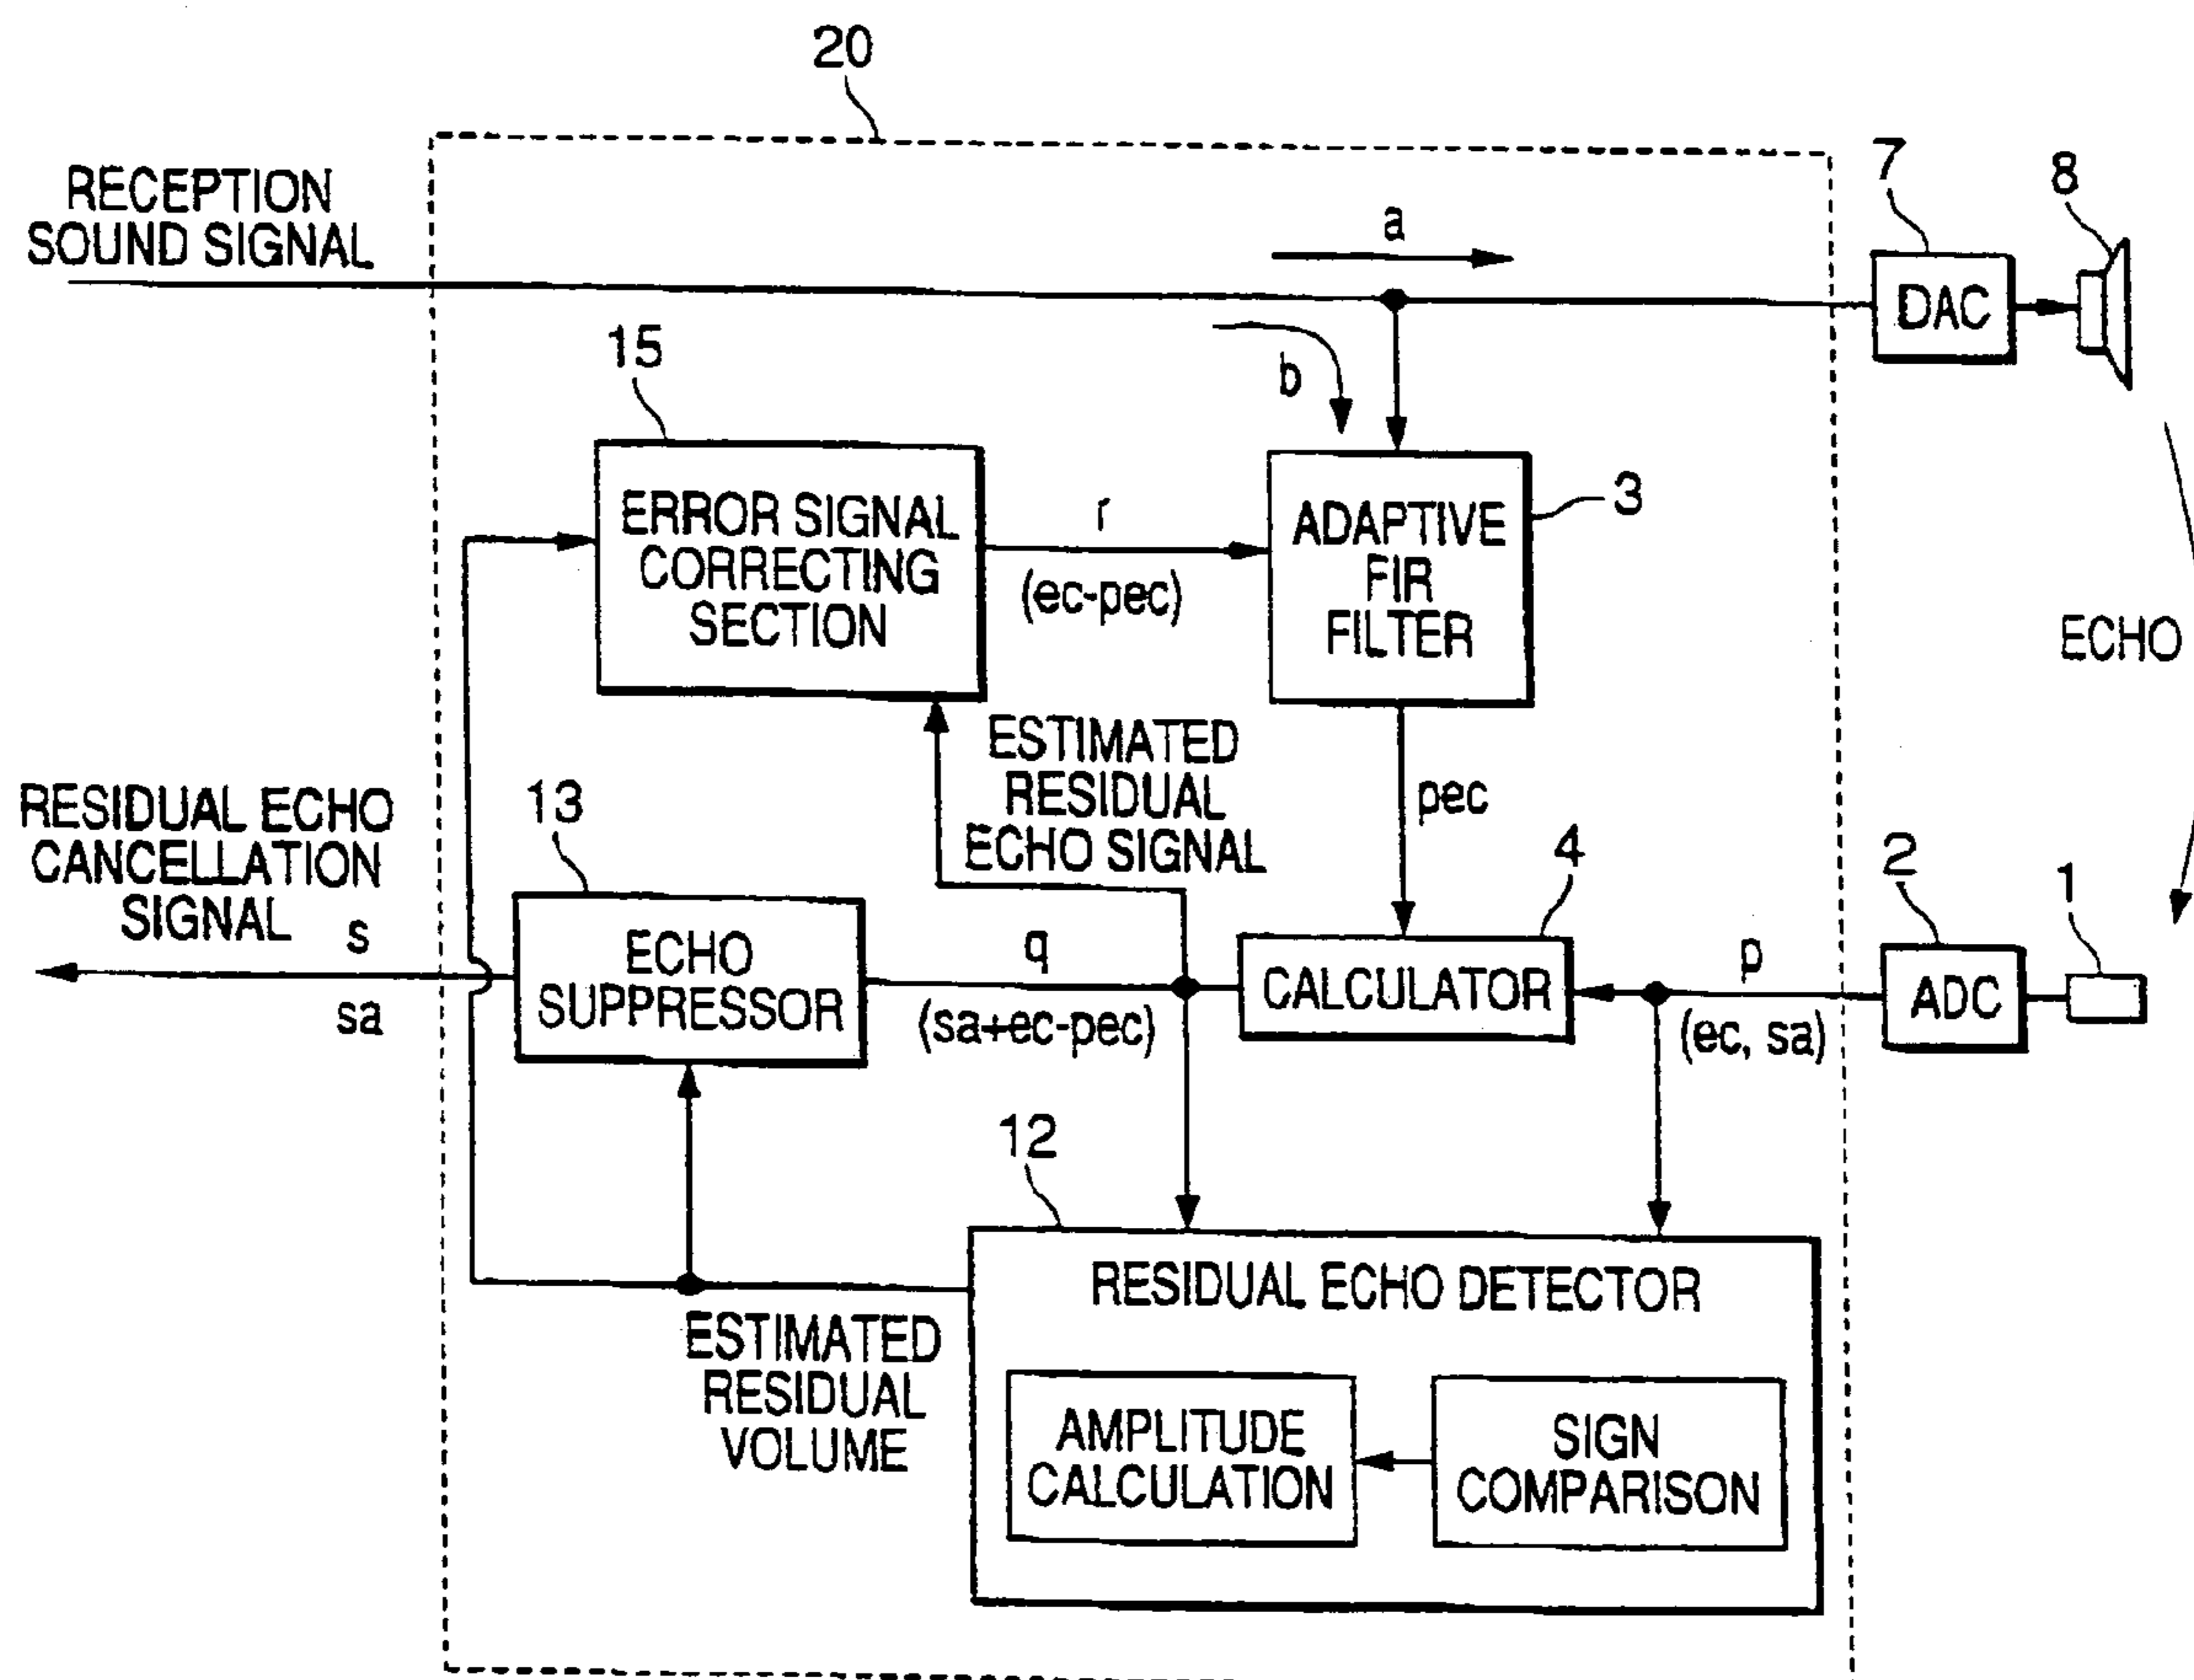 20
RECEPTION
SOUND SIGNAL
a
7
8
DAC
b
15
ERROR SIGNAL
CORRECTING
SECTION
r
(ec-pec)
ADAPTIVE
FIR
FILTER
3
ECHO
ESTIMATED
RESIDUAL
ECHO SIGNAL
pec
RESIDUAL ECHO
CANCELLATION
SIGNAL
s
sa
13
ECHO
SUPPRESSOR
q
(sa+ec-pec)
4
CALCULATOR
p
(ec, sa)
2
ADC
1
12
RESIDUAL ECHO DETECTOR
ESTIMATED
RESIDUAL
VOLUME
AMPLITUDE
CALCULATION
SIGN
COMPARISON